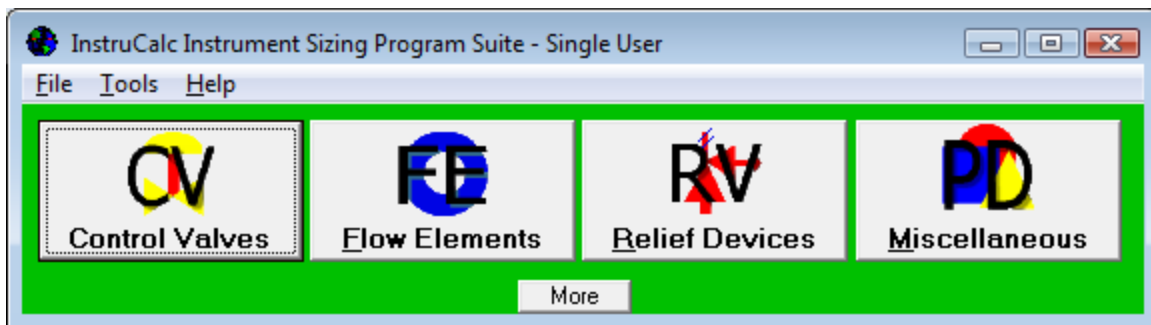 InstruCalc Instrument Sizing Program Suite - Single User
File Tools Help
CV FE RV PD
Control Valves Flow Elements Relief Devices Miscellaneous
More